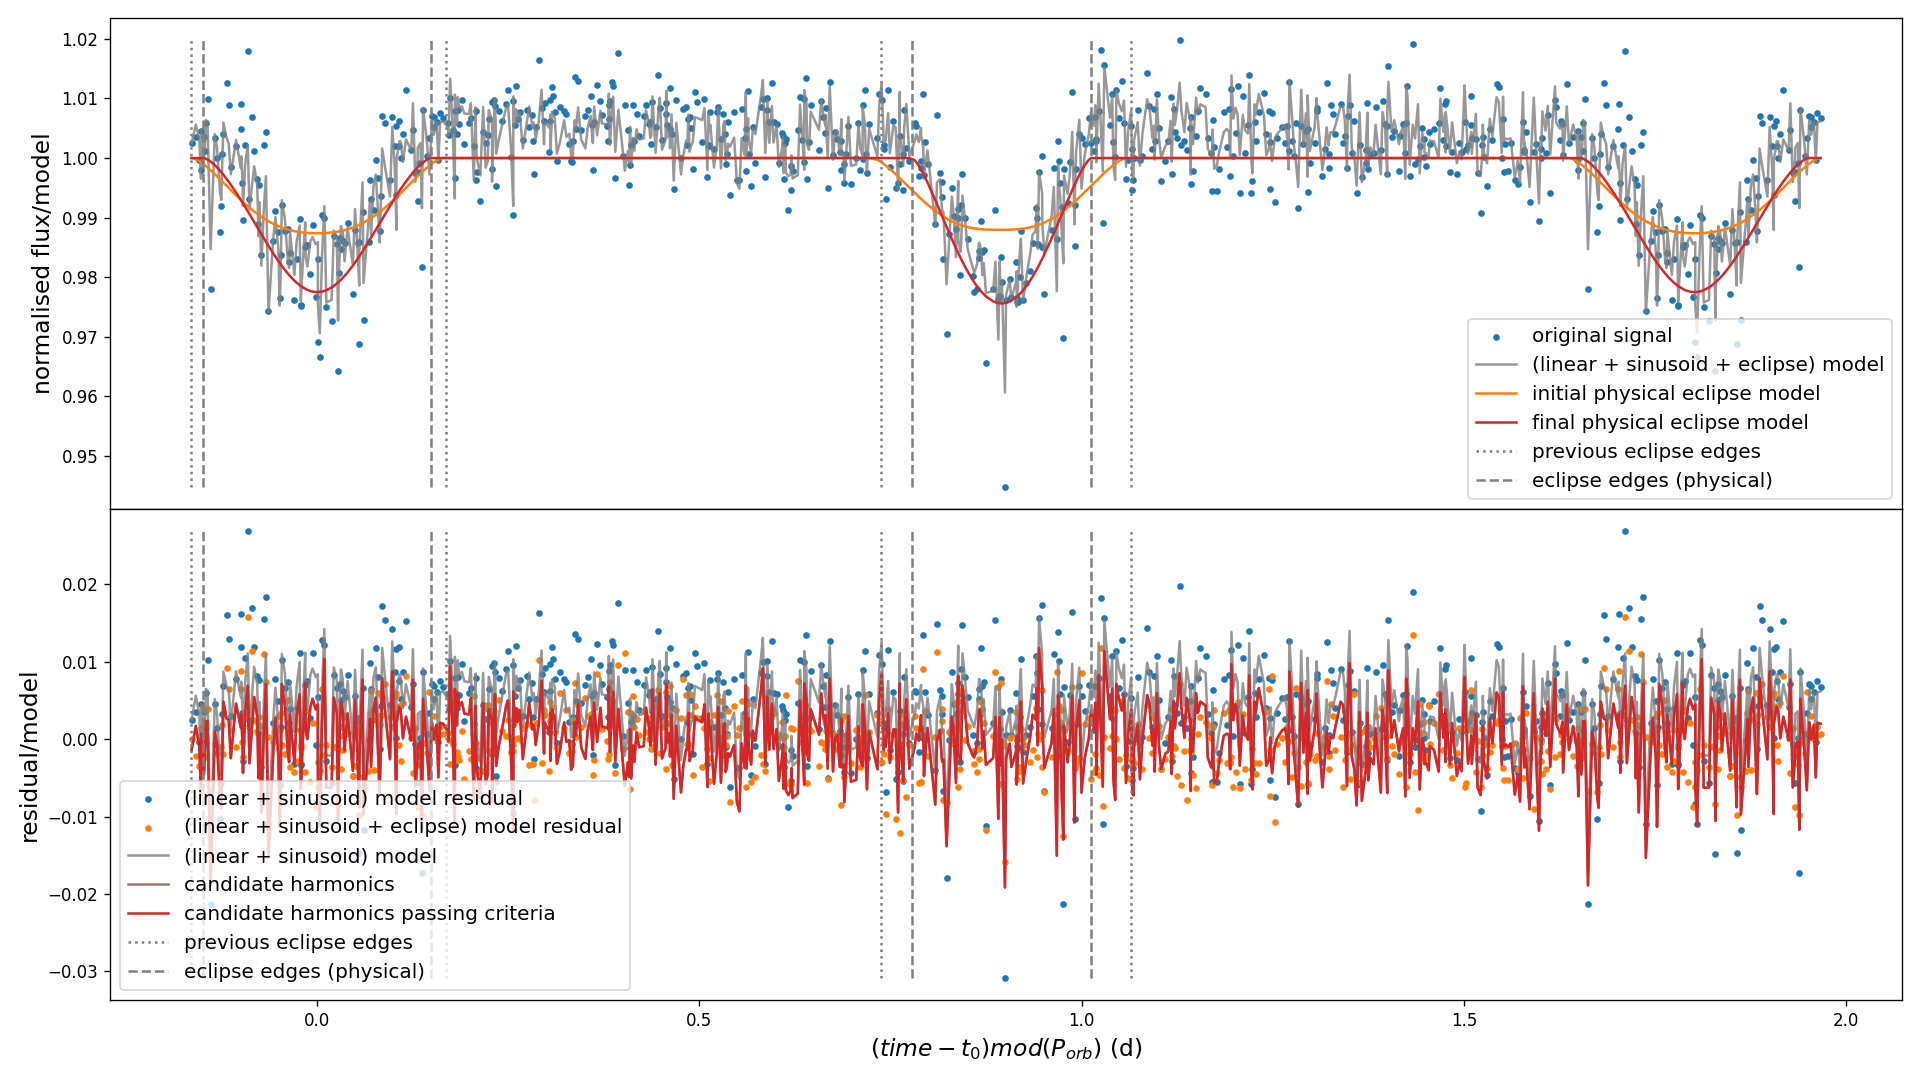 1.02
1.01
1.00
0.99
0.98
0.97
0.96
0.95
normalised flux/model
original signal
(linear + sinusoid + eclipse) model
initial physical eclipse model
final physical eclipse model
previous eclipse edges
eclipse edges (physical)
0.02
0.01
0.00
−0.01
−0.02
−0.03
residual/model
(linear + sinusoid) model residual
(linear + sinusoid + eclipse) model residual
(linear + sinusoid) model
candidate harmonics
candidate harmonics passing criteria
previous eclipse edges
eclipse edges (physical)
0.0 0.5 1.0 1.5 2.0
(time − t₀)mod(P_orb) (d)